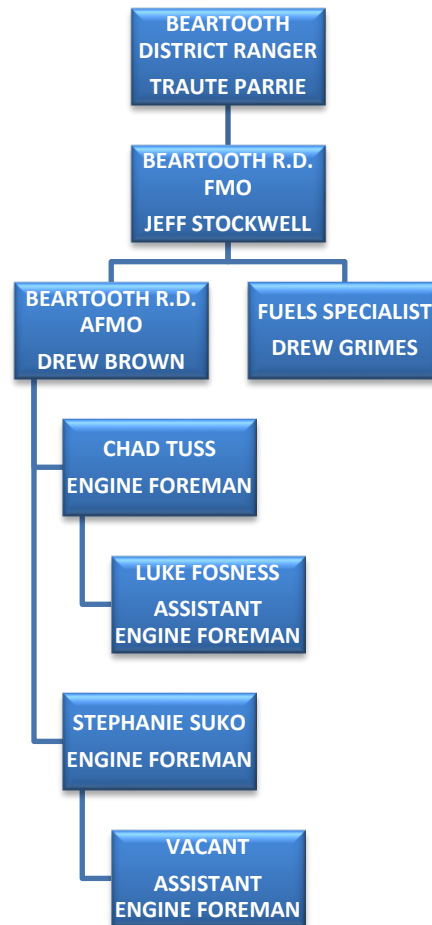 BEARTOOTH
DISTRICT RANGER
TRAUTE PARRIE
BEARTOOTH R.D.
FMO
JEFF STOCKWELL
BEARTOOTH R.D.
AFMO
DREW BROWN
FUELS SPECIALIST
DREW GRIMES
CHAD TUSS
ENGINE FOREMAN
LUKE FOSNESS
ASSISTANT
ENGINE FOREMAN
STEPHANIE SUKO
ENGINE FOREMAN
VACANT
ASSISTANT
ENGINE FOREMAN